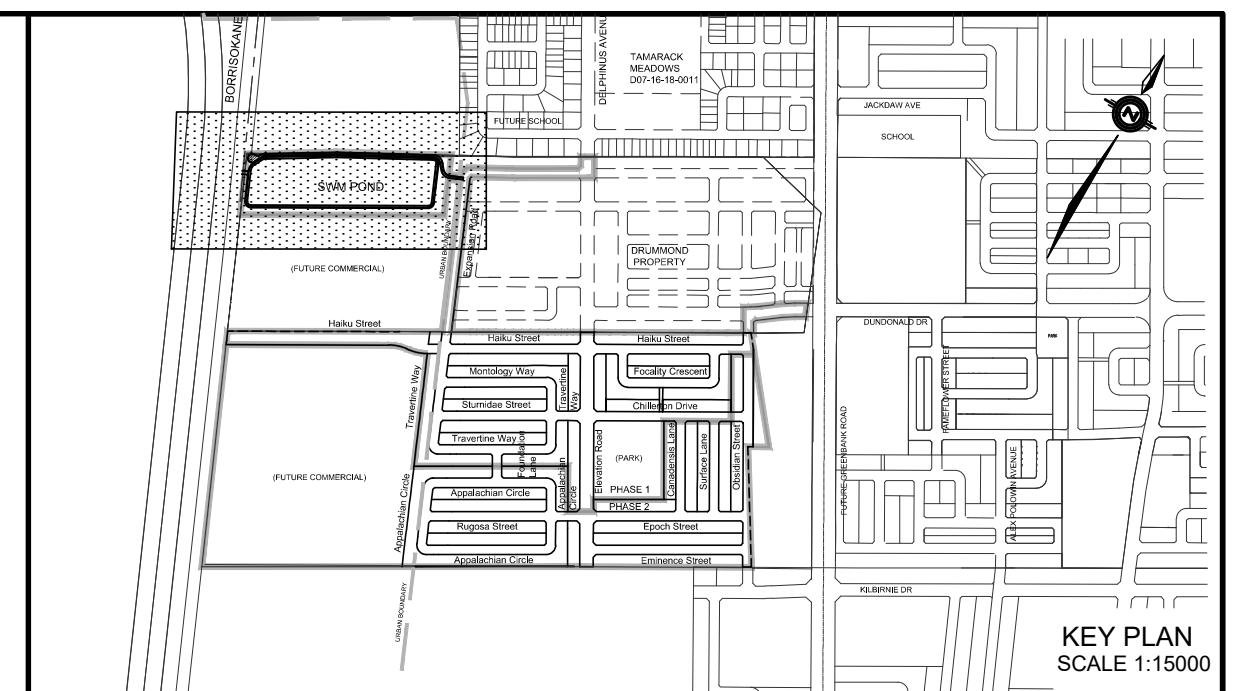 BORRISOKANE
DELPHINUS AVENU
TAMARACK
MEADOWS
D07-16-18-0011
FUTURE SCHOOL
JACKDAW AVE
SCHOOL
N
SWM POND
URBAN BOUNDARY
Expansion Road
DRUMMOND
PROPERTY
(FUTURE COMMERCIAL)
Haiku Street
Haiku Street
Haiku Street
DUNDONALD DR
PARK
Montology Way
Travertine
Way
Focality Crescent
Travertine Way
Sturnidae Street
Chillerton Drive
PAMEFLOWER STREET
Travertine Way
Foundation
Lane
Elevation Road
(PARK)
Canadensis Lane
Surface Lane
Obsidian Street
FUTURE GREENBANK ROAD
ALEX POLOWIN AVENUE
(FUTURE COMMERCIAL)
Appalachian Circle
Appalachian
Circle
PHASE 1
PHASE 2
Appalachian Circle
Rugosa Street
Epoch Street
Appalachian Circle
Eminence Street
URBAN BOUNDARY
KILBIRNIE DR
KEY PLAN
SCALE 1:15000